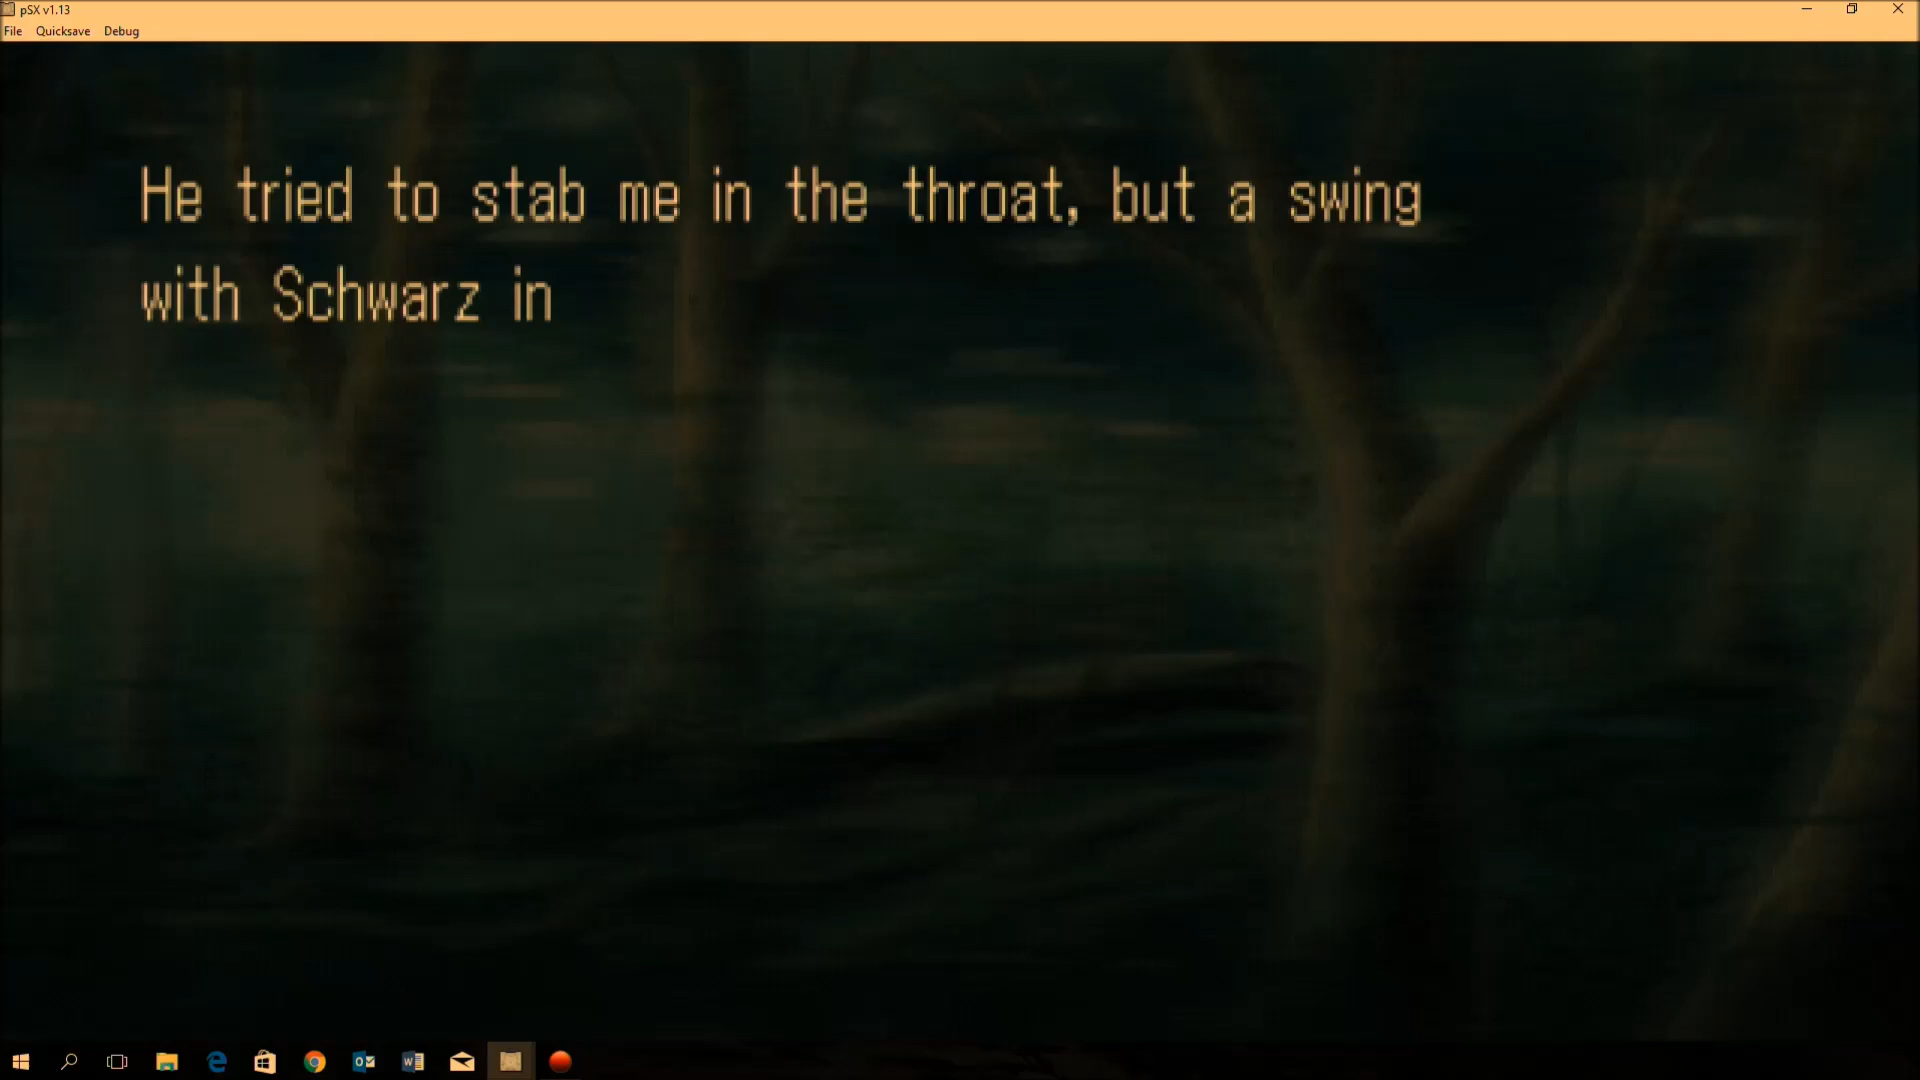 pSX v1.13
File Quicksave Debug
He tried to stab me in the throat, but a swing
with Schwarz in